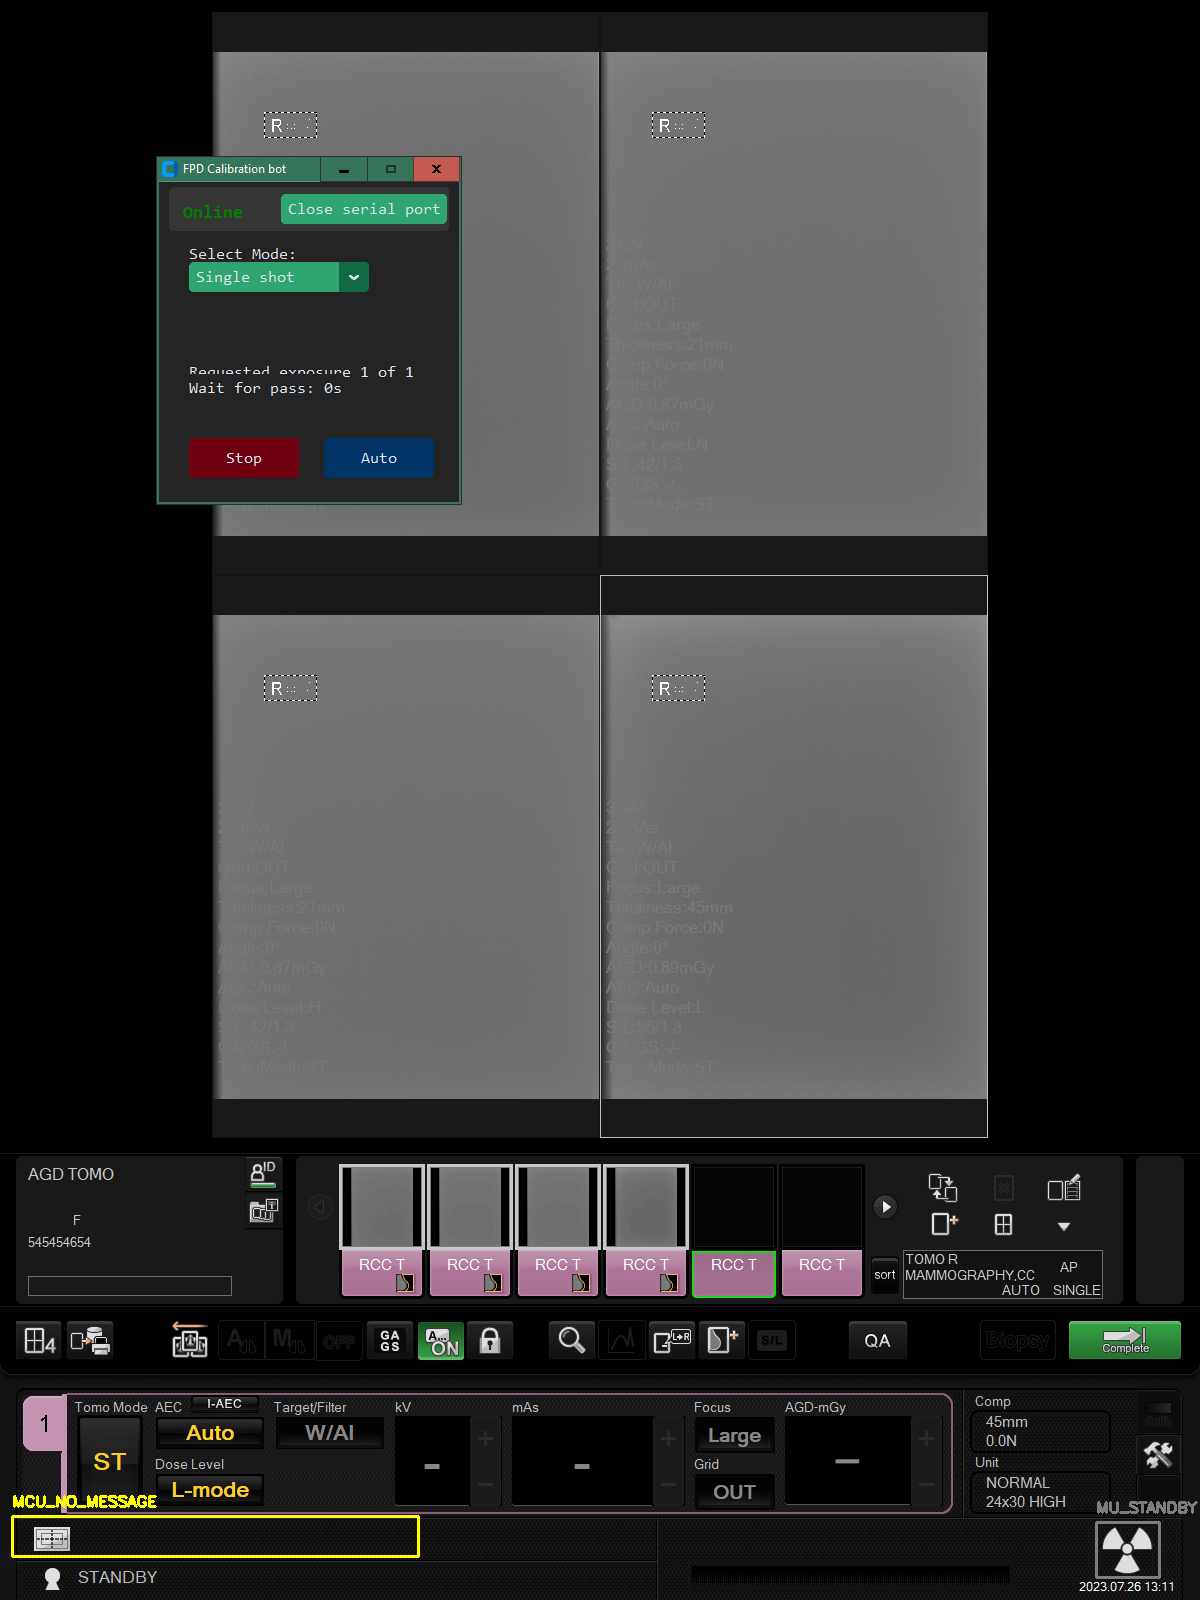 R
R
FPD Calibration bot
Online
Close serial port
Select Mode:
Single shot
Requested exposure 1 of 1
Wait for pass: 0s
Stop
Auto
TomoMode:ST
T/F:W/Al
Grid:OUT
Focus:Large
Thickness:21mm
Comp Force:0N
Angle:0°
AGD:0.87mGy
AEC:Auto
Dose Level:N
S/L:42/1.3
GA/GS:-/-
TomoMode:ST
R
R
T/F:W/Al
Grid:OUT
Focus:Large
Thickness:21mm
Comp Force:0N
Angle:0°
AGD:0.87mGy
AEC:Auto
Dose Level:H
S/L:42/1.3
GA/GS:-/-
TomoMode:ST
T/F:W/Al
Grid:OUT
Focus:Large
Thickness:45mm
Comp Force:0N
Angle:0°
AGD:0.89mGy
AEC:Auto
Dose Level:L
S/L:55/1.3
GA/GS:-/-
TomoMode:ST
AGD TOMO
F
545454654
ID
RCC T
RCC T
RCC T
RCC T
RCC T
RCC T
sort
TOMO R
MAMMOGRAPHY,CC
AP
AUTO
SINGLE
4
A
M
OFF
GA
GS
A...
ON
L↔R
S/L
QA
Biopsy
Complete
1
Tomo Mode
ST
AEC
I-AEC
Auto
Dose Level
L-mode
Target/Filter
W/Al
kV
–
mAs
–
Focus
Large
Grid
OUT
AGD-mGy
–
Comp
45mm
0.0N
Unit
NORMAL
24x30 HIGH
MCU_NO_MESSAGE
MU_STANDBY
STANDBY
2023.07.26 13:11